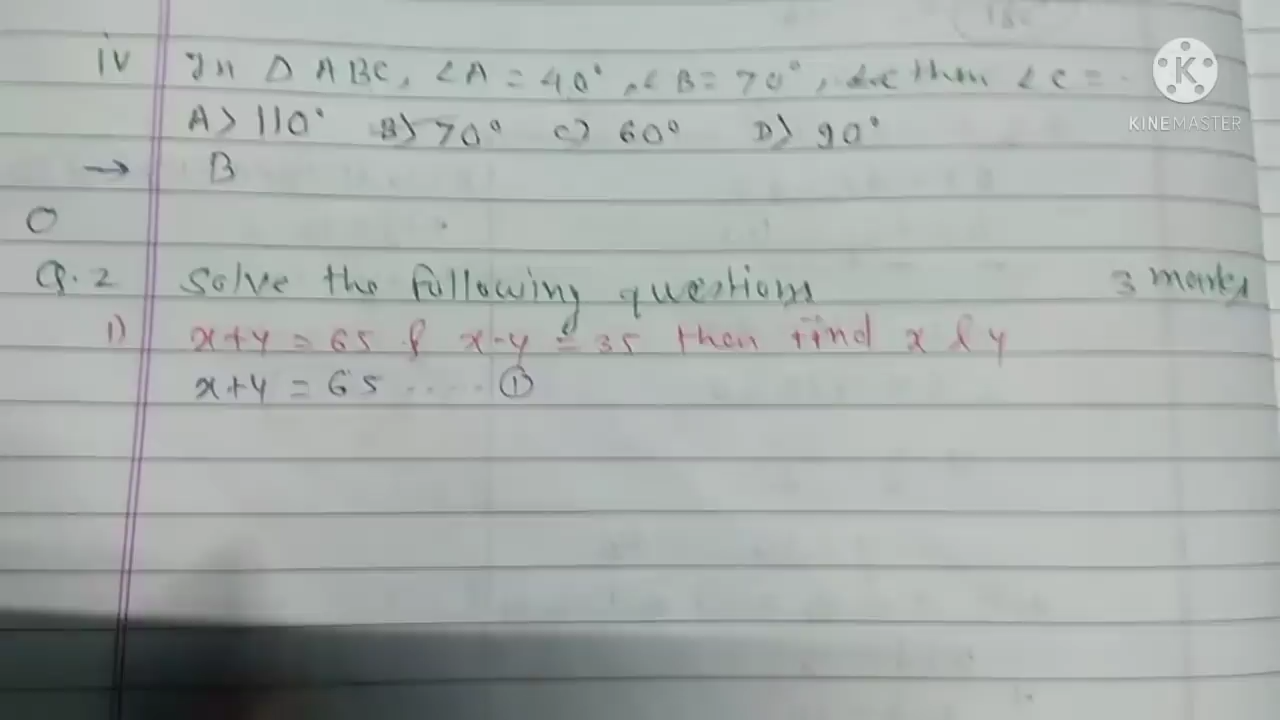 iv In Δ ABC, ∠A = 40°, ∠B = 70°, then ∠C = .
A) 110° B) 70° C) 60° D) 90°
→ B
Q.2 Solve the following questions 3 marks
1) x+y = 65 & x-y = 35 then find x & y
x+y = 65 ..... ①
K
KINEMASTER